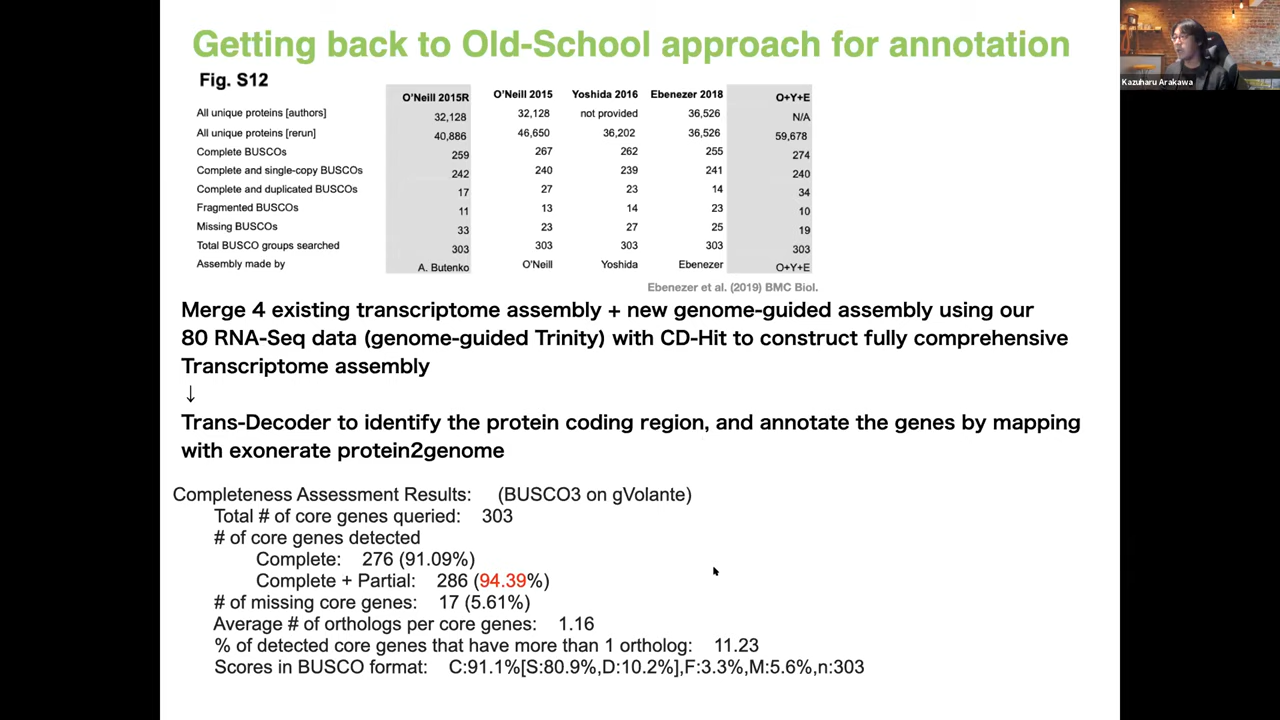 Getting back to Old-School approach for annotation
Kazuharu Arakawa
Fig. S12
O'Neill 2015R O'Neill 2015 Yoshida 2016 Ebenezer 2018 O+Y+E
All unique proteins [authors] 32,128 32,128 not provided 36,526 N/A
All unique proteins [rerun] 40,886 46,650 36,202 36,526 59,678
Complete BUSCOs 259 267 262 255 274
Complete and single-copy BUSCOs 242 240 239 241 240
Complete and duplicated BUSCOs 17 27 23 14 34
Fragmented BUSCOs 11 13 14 23 10
Missing BUSCOs 33 23 27 25 19
Total BUSCO groups searched 303 303 303 303 303
Assembly made by A. Butenko O'Neill Yoshida Ebenezer O+Y+E
Ebenezer et al. (2019) BMC Biol.
Merge 4 existing transcriptome assembly + new genome-guided assembly using our
80 RNA-Seq data (genome-guided Trinity) with CD-Hit to construct fully comprehensive
Transcriptome assembly
↓
Trans-Decoder to identify the protein coding region, and annotate the genes by mapping
with exonerate protein2genome
Completeness Assessment Results: (BUSCO3 on gVolante)
Total # of core genes queried: 303
# of core genes detected
Complete: 276 (91.09%)
Complete + Partial: 286 (94.39%)
# of missing core genes: 17 (5.61%)
Average # of orthologs per core genes: 1.16
% of detected core genes that have more than 1 ortholog: 11.23
Scores in BUSCO format: C:91.1%[S:80.9%,D:10.2%],F:3.3%,M:5.6%,n:303